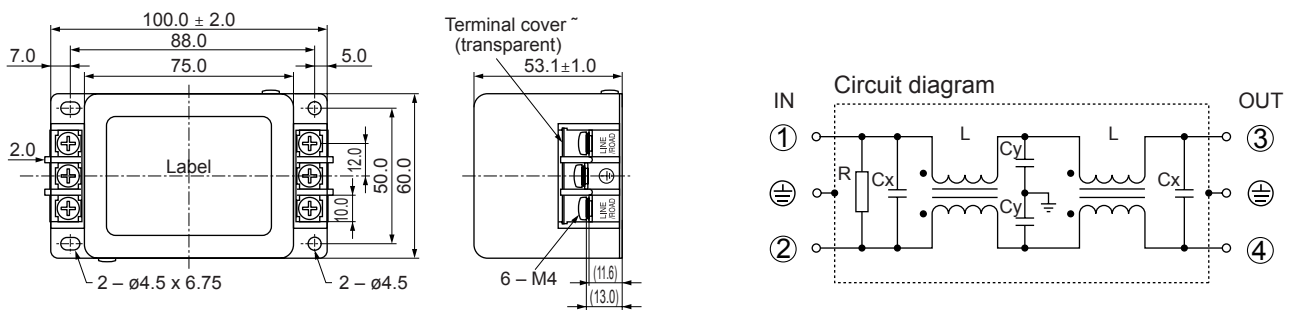 100.0 ± 2.0
88.0
7.0
75.0
5.0
2.0
Label
12.0
10.0
50.0
60.0
2 – ø4.5 x 6.75
2 – ø4.5
Terminal cover ~
(transparent)
53.1±1.0
LINE
/ROAD
LINE
/ROAD
6 – M4
(11.6)
(13.0)
Circuit diagram
IN
OUT
1
2
3
4
R
Cx
L
Cy
Cy
L
Cx